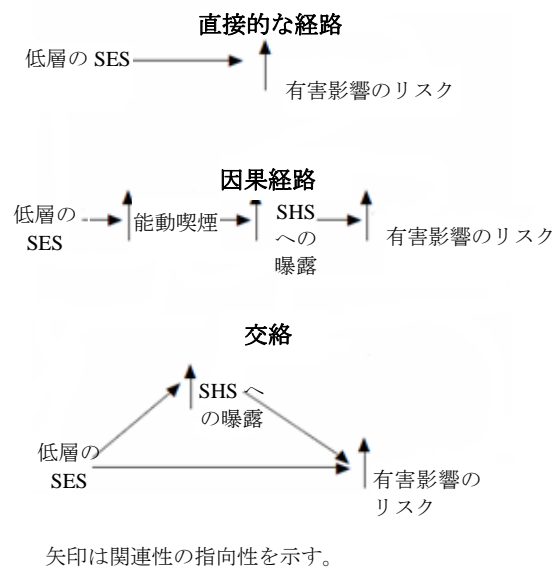 直接的な経路
低層の SES
有害影響のリスク
因果経路
低層の
SES
能動喫煙
SHS
への
曝露
有害影響のリスク
交絡
SHS へ
の曝露
低層の
SES
有害影響の
リスク
矢印は関連性の指向性を示す。